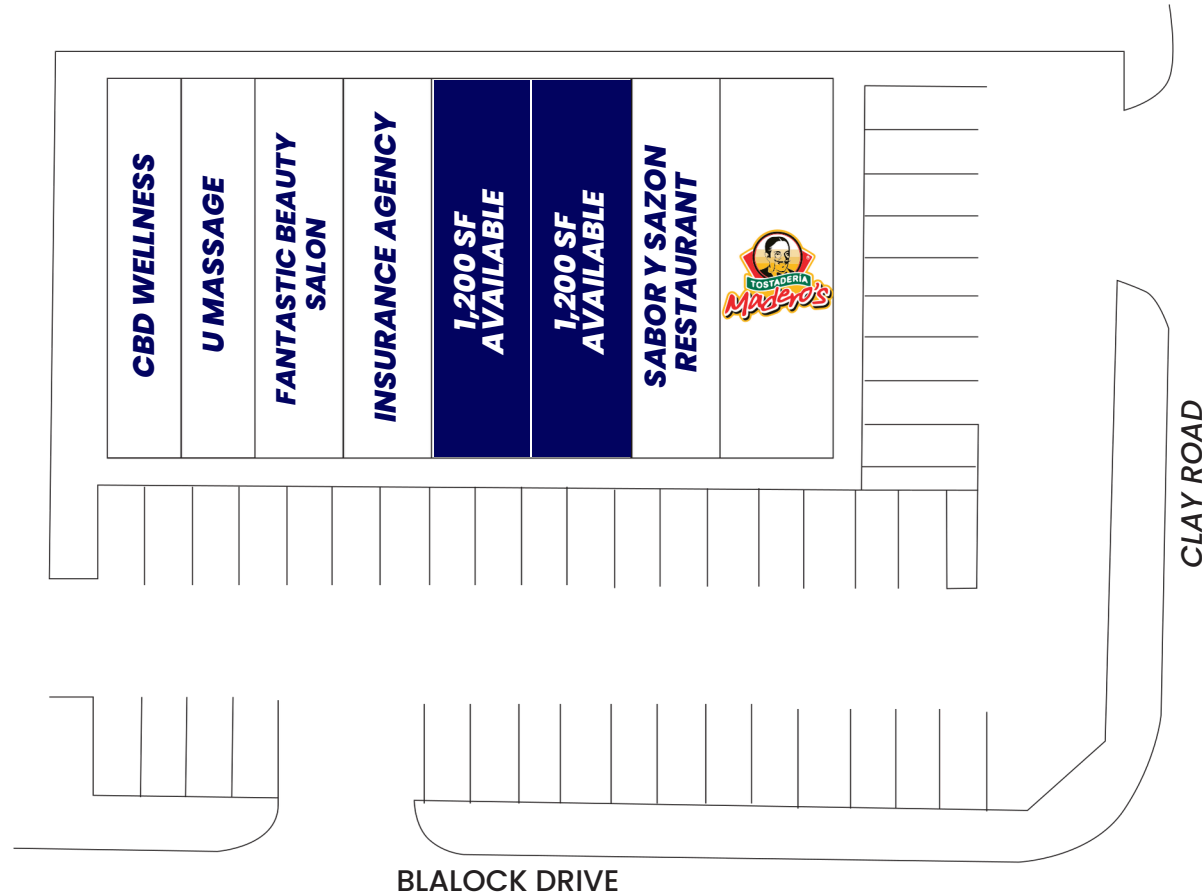 CBD WELLNESS
U MASSAGE
FANTASTIC BEAUTY
SALON
INSURANCE AGENCY
1,200 SF
AVAILABLE
1,200 SF
AVAILABLE
SABOR Y SAZON
RESTAURANT
TOSTADERÍA
Madero's
CLAY ROAD
BLALOCK DRIVE